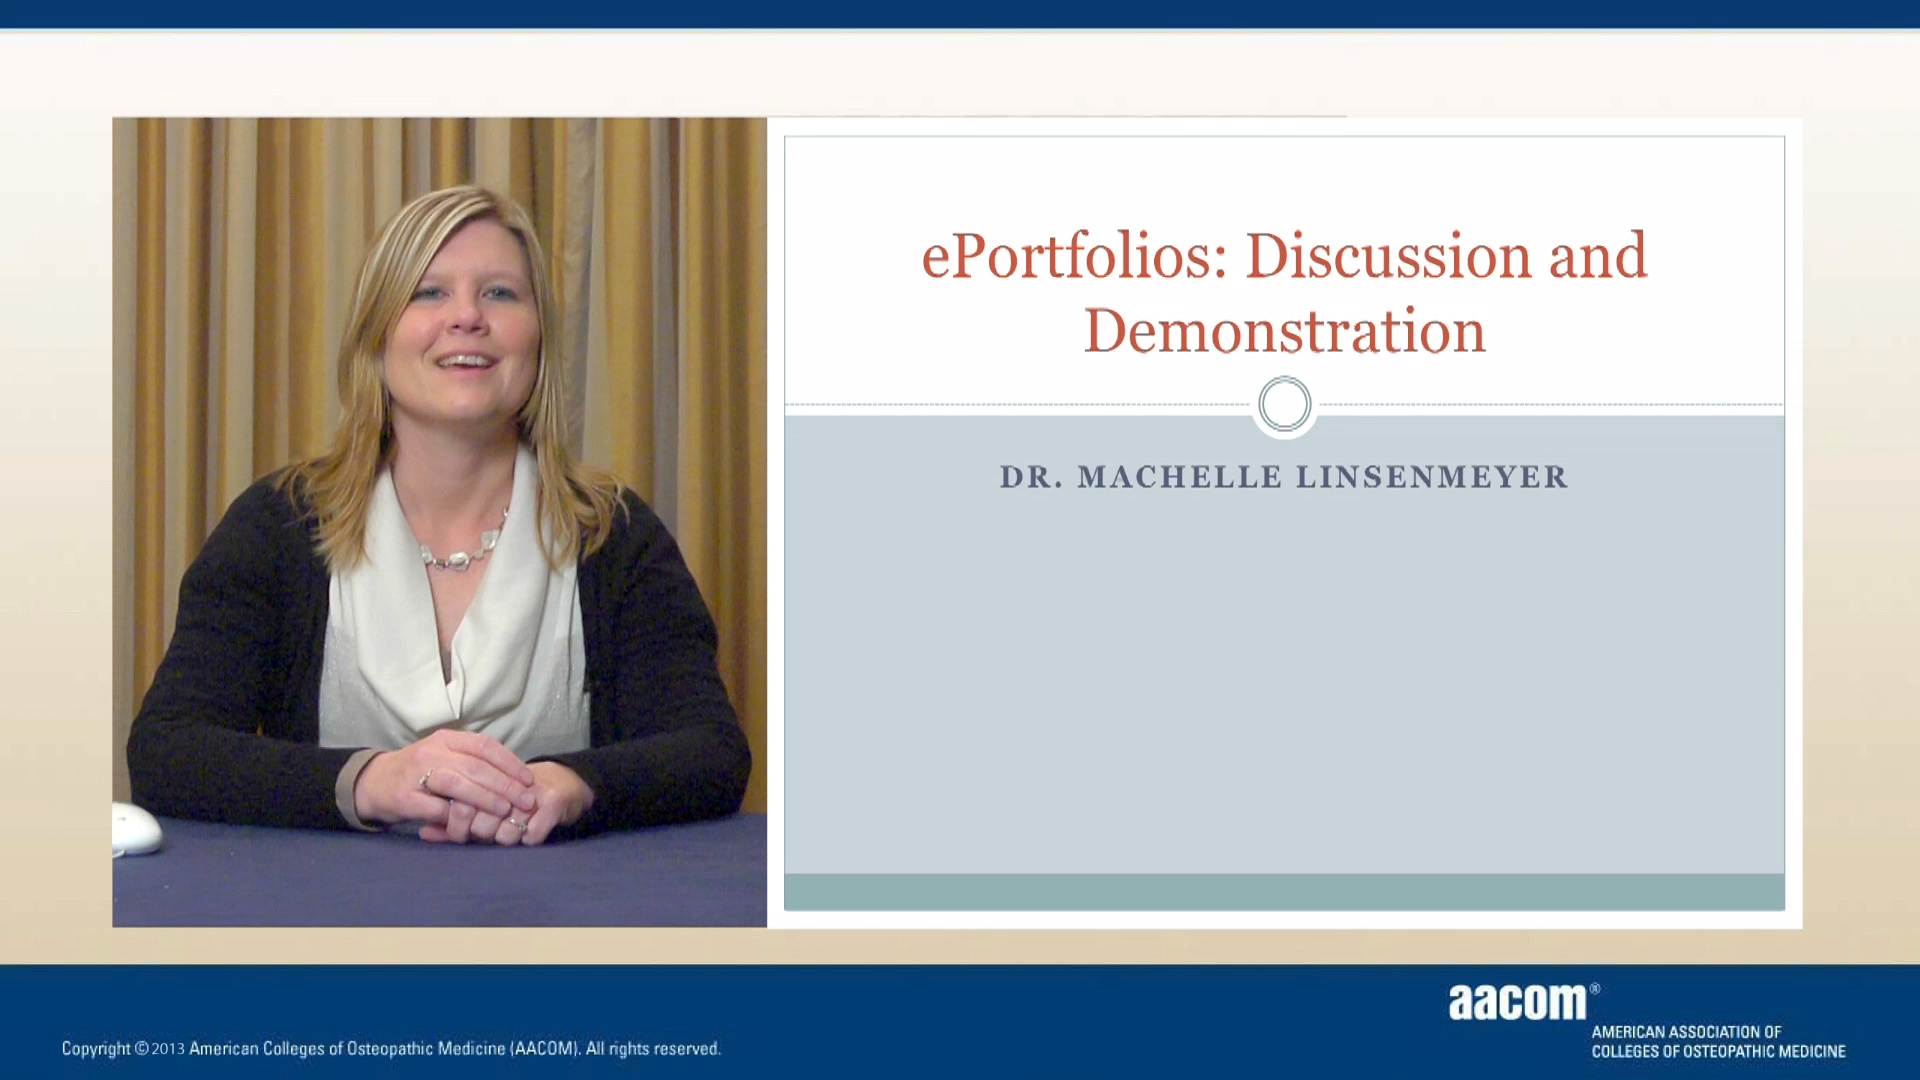 ePortfolios: Discussion and
Demonstration
DR. MACHELLE LINSENMEYER
aacom®
AMERICAN ASSOCIATION OF
COLLEGES OF OSTEOPATHIC MEDICINE
Copyright © 2013 American Colleges of Osteopathic Medicine (AACOM). All rights reserved.